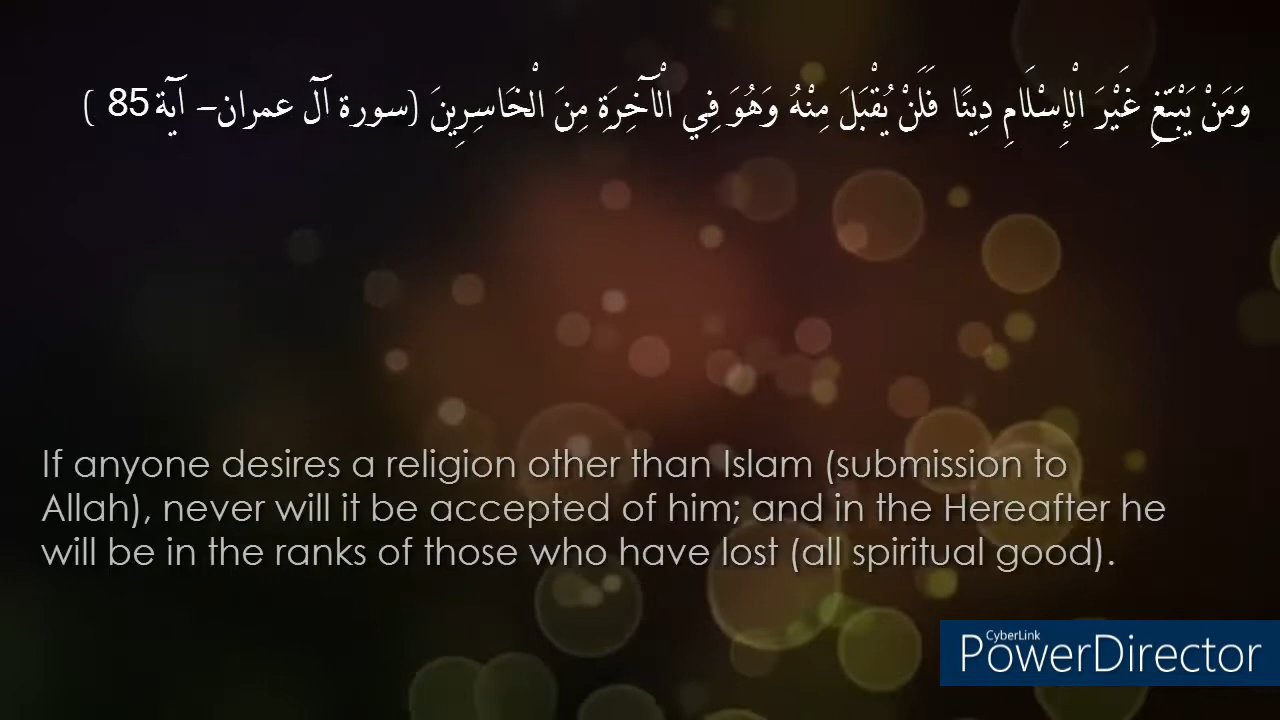 وَمَنْ يَبْتَغِ غَيْرَ الْإِسْلَامِ دِينًا فَلَنْ يُقْبَلَ مِنْهُ وَهُوَ فِي الْآخِرَةِ مِنَ الْخَاسِرِينَ (سورة آل عمران– آية 85 )
If anyone desires a religion other than Islam (submission to
Allah), never will it be accepted of him; and in the Hereafter he
will be in the ranks of those who have lost (all spiritual good).
CyberLink
PowerDirector